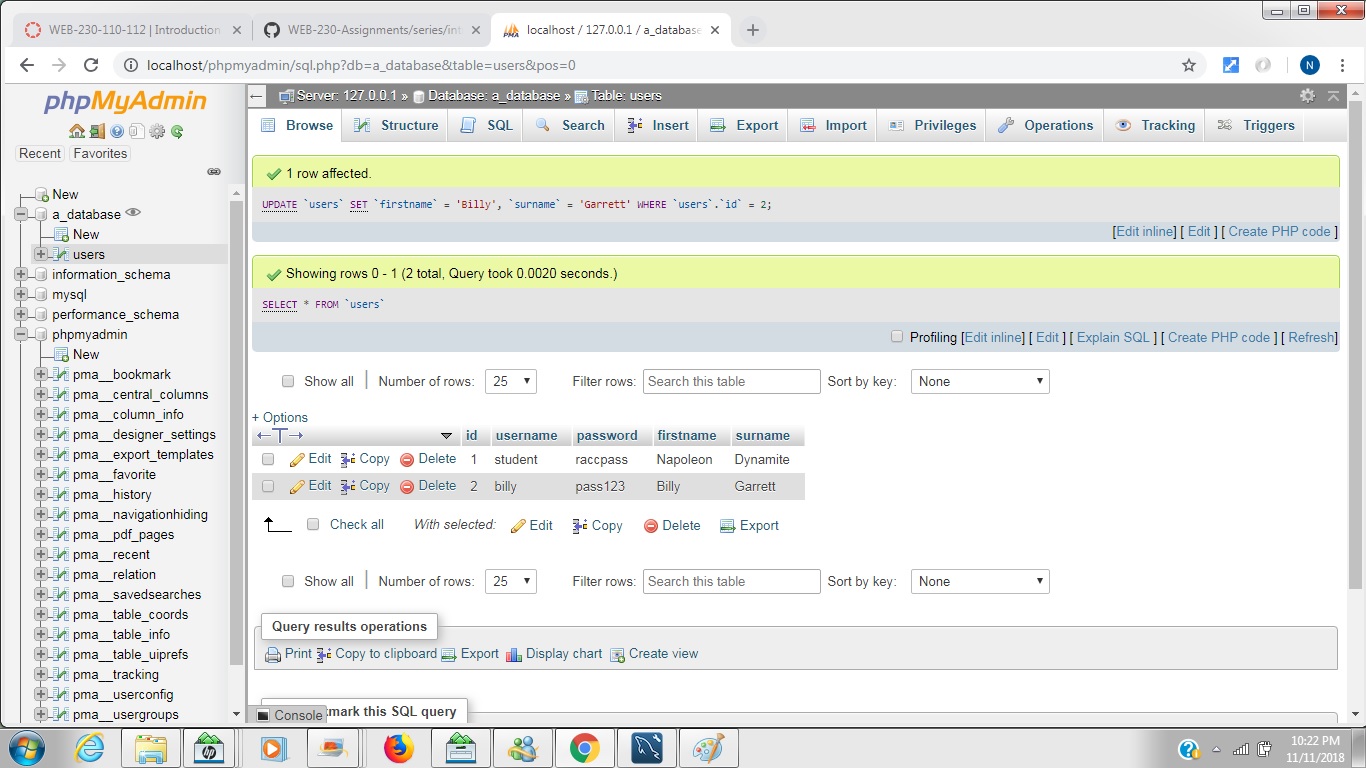 WEB-230-110-112 | Introduction
WEB-230-Assignments/series/int
localhost / 127.0.0.1 / a_database
localhost/phpmyadmin/sql.php?db=a_database&table=users&pos=0
N
phpMyAdmin
Recent Favorites
New
a_database
New
users
information_schema
mysql
performance_schema
phpmyadmin
New
pma__bookmark
pma__central_columns
pma__column_info
pma__designer_settings
pma__export_templates
pma__favorite
pma__history
pma__navigationhiding
pma__pdf_pages
pma__recent
pma__relation
pma__savedsearches
pma__table_coords
pma__table_info
pma__table_uiprefs
pma__tracking
pma__userconfig
pma__usergroups
Server: 127.0.0.1 » Database: a_database » Table: users
Browse Structure SQL Search Insert Export Import Privileges Operations Tracking Triggers
1 row affected.
UPDATE `users` SET `firstname` = 'Billy', `surname` = 'Garrett' WHERE `users`.`id` = 2;
[Edit inline] [ Edit ] [ Create PHP code ]
Showing rows 0 - 1 (2 total, Query took 0.0020 seconds.)
SELECT * FROM `users`
Profiling [Edit inline] [ Edit ] [ Explain SQL ] [ Create PHP code ] [ Refresh]
Show all | Number of rows: 25 Filter rows: Search this table Sort by key: None
+ Options
id username password firstname surname
Edit Copy Delete 1 student raccpass Napoleon Dynamite
Edit Copy Delete 2 billy pass123 Billy Garrett
Check all With selected: Edit Copy Delete Export
Show all | Number of rows: 25 Filter rows: Search this table Sort by key: None
Query results operations
Print Copy to clipboard Export Display chart Create view
kmark this SQL query
Console
10:22 PM
11/11/2018